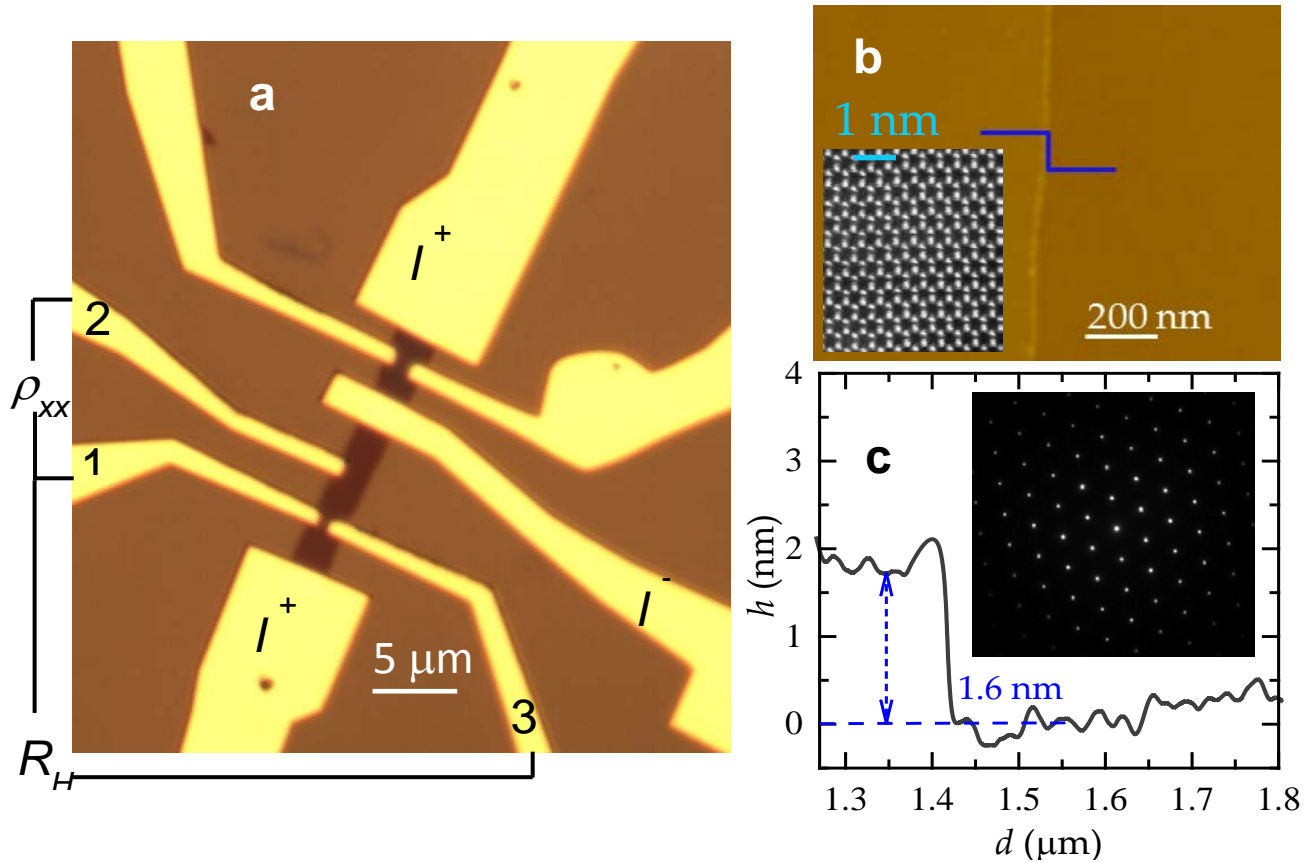 a
I+
2
ρxx
1
I+
I-
5 μm
3
RH
b
1 nm
200 nm
c
4
3
2
1
0
h (nm)
1.6 nm
1.3 1.4 1.5 1.6 1.7 1.8
d (μm)